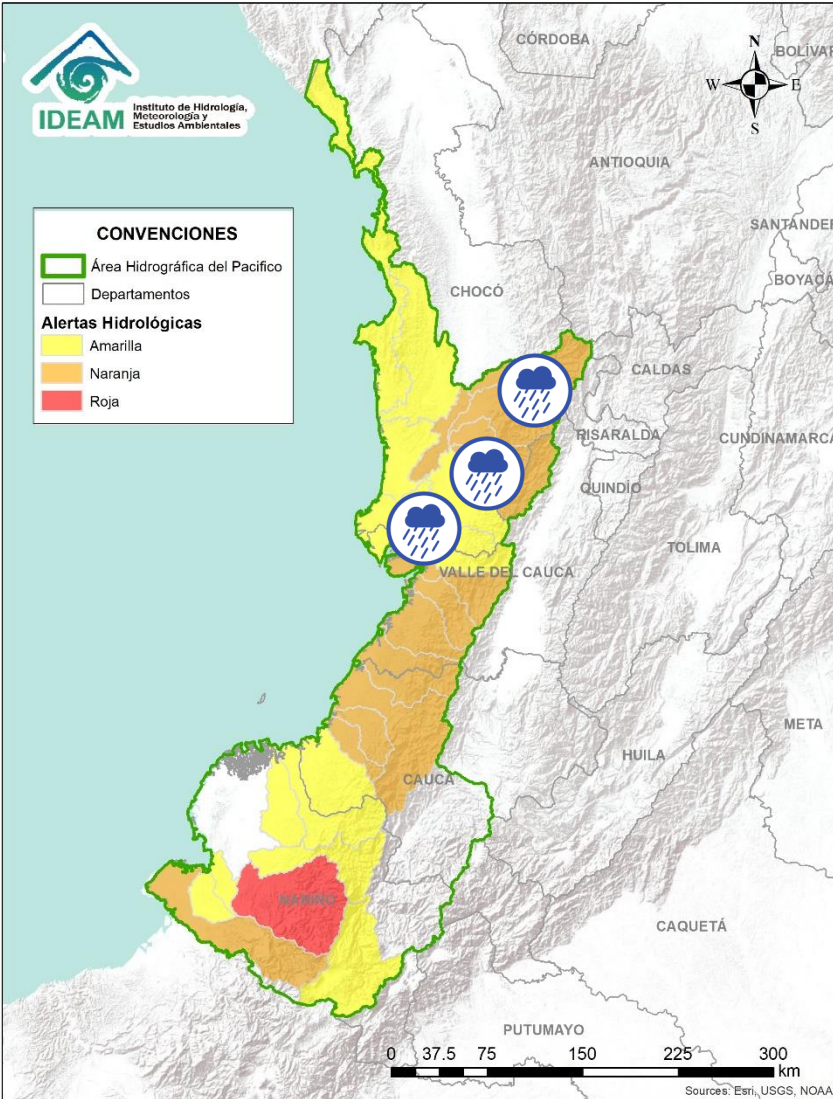 IDEAM
Instituto de Hidrología,
Meteorología y
Estudios Ambientales
CONVENCIONES
Área Hidrográfica del Pacifico
Departamentos
Alertas Hidrológicas
Amarilla
Naranja
Roja
N
W
E
S
CÓRDOBA
BOLÍVAR
ANTIOQUIA
SANTANDER
BOYACÁ
CHOCÓ
CALDAS
RISARALDA
CUNDINAMARCA
QUINDÍO
TOLIMA
VALLE DEL CAUCA
META
HUILA
CAUCA
NARIÑO
CAQUETÁ
PUTUMAYO
0 37.5 75 150 225 300
km
Sources: Esri, USGS, NOAA